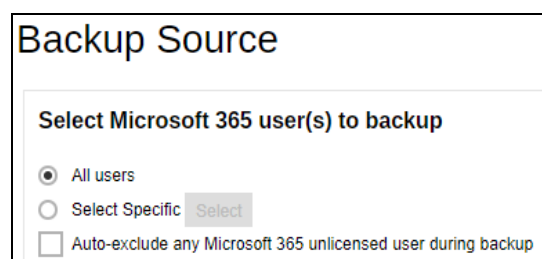 Backup Source
Select Microsoft 365 user(s) to backup
All users
Select Specific Select
Auto-exclude any Microsoft 365 unlicensed user during backup